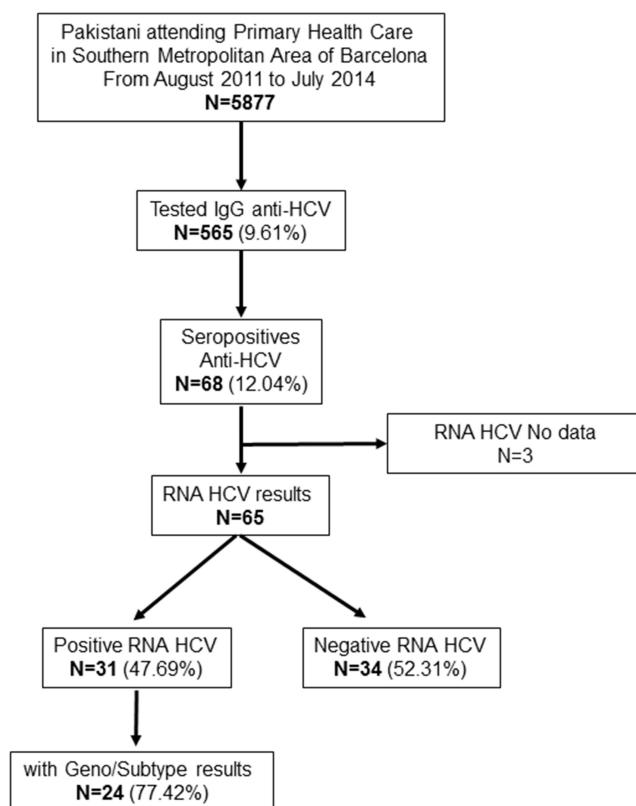 Pakistani attending Primary Health Care
in Southern Metropolitan Area of Barcelona
From August 2011 to July 2014
N=5877
Tested IgG anti-HCV
N=565 (9.61%)
Seropositives
Anti-HCV
N=68 (12.04%)
RNA HCV No data
N=3
RNA HCV results
N=65
Positive RNA HCV
N=31 (47.69%)
Negative RNA HCV
N=34 (52.31%)
with Geno/Subtype results
N=24 (77.42%)